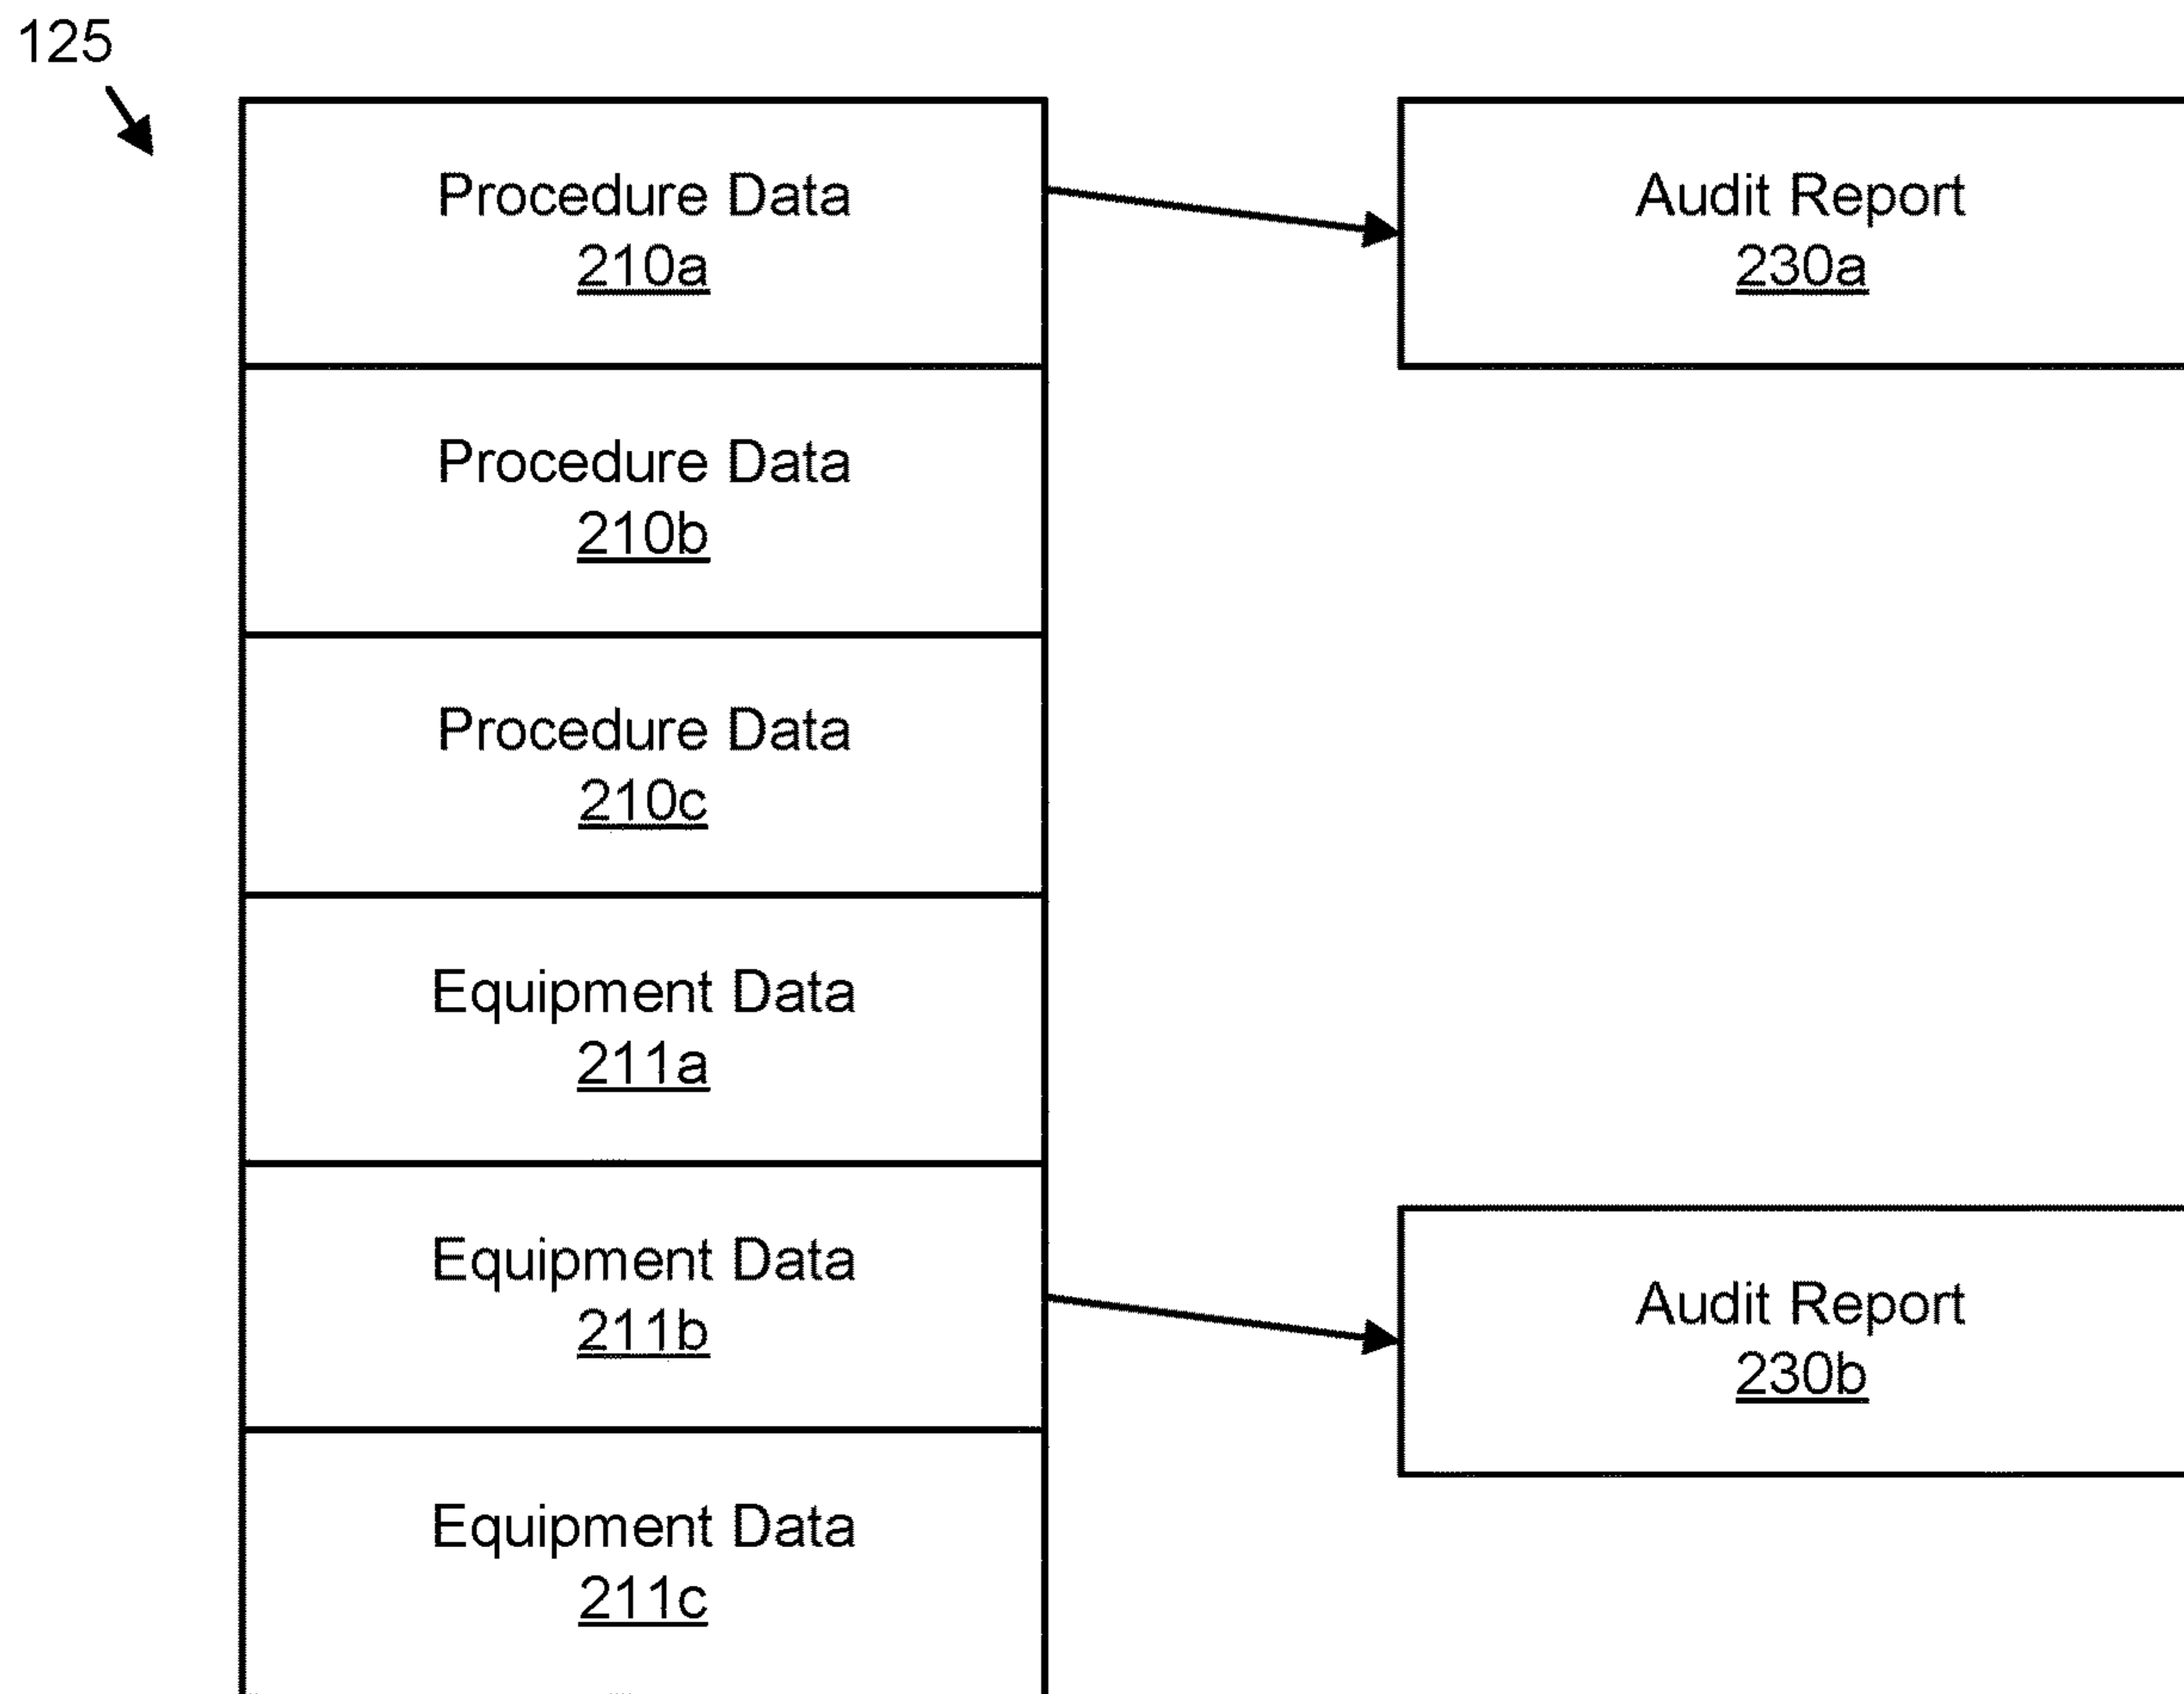 125
Procedure Data
210a
Audit Report
230a
Procedure Data
210b
Procedure Data
210c
Equipment Data
211a
Equipment Data
211b
Audit Report
230b
Equipment Data
211c